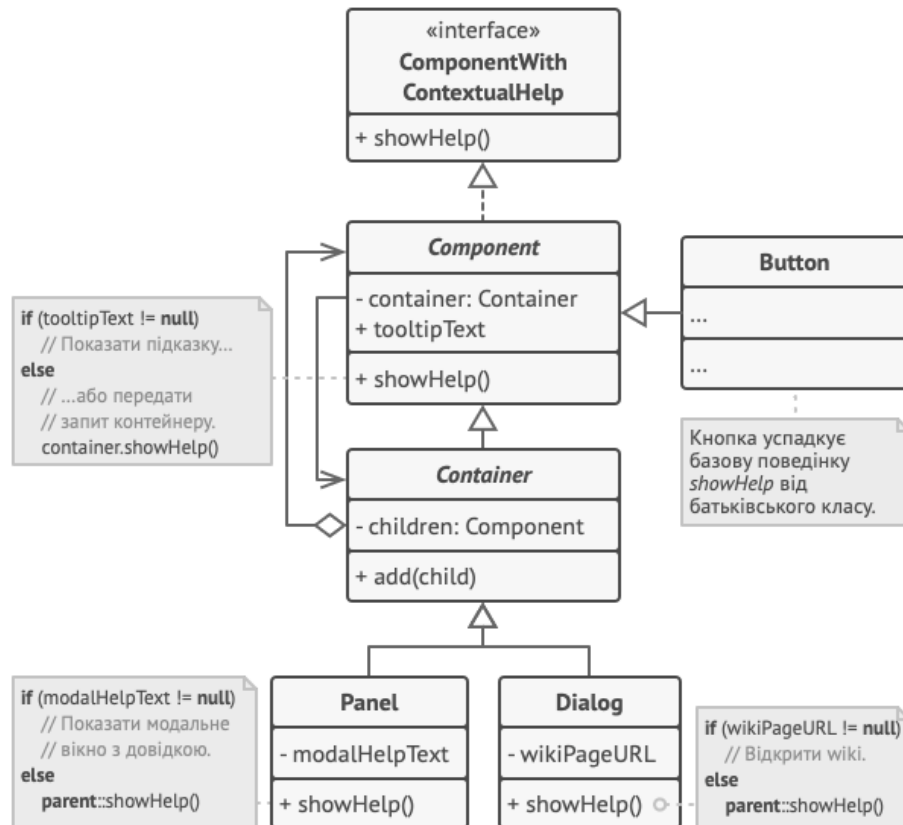 «interface»
ComponentWith
ContextualHelp
+ showHelp()
Component
- container: Container
+ tooltipText
+ showHelp()
Button
...
...
if (tooltipText != null)
// Показати підказку...
else
// ...або передати
// запит контейнеру.
container.showHelp()
Кнопка успадкує
базову поведінку
showHelp від
батьківського класу.
Container
- children: Component
+ add(child)
if (modalHelpText != null)
// Показати модальне
// вікно з довідкою.
else
parent::showHelp()
Panel
- modalHelpText
+ showHelp()
Dialog
- wikiPageURL
+ showHelp()
if (wikiPageURL != null)
// Відкрити wiki.
else
parent::showHelp()